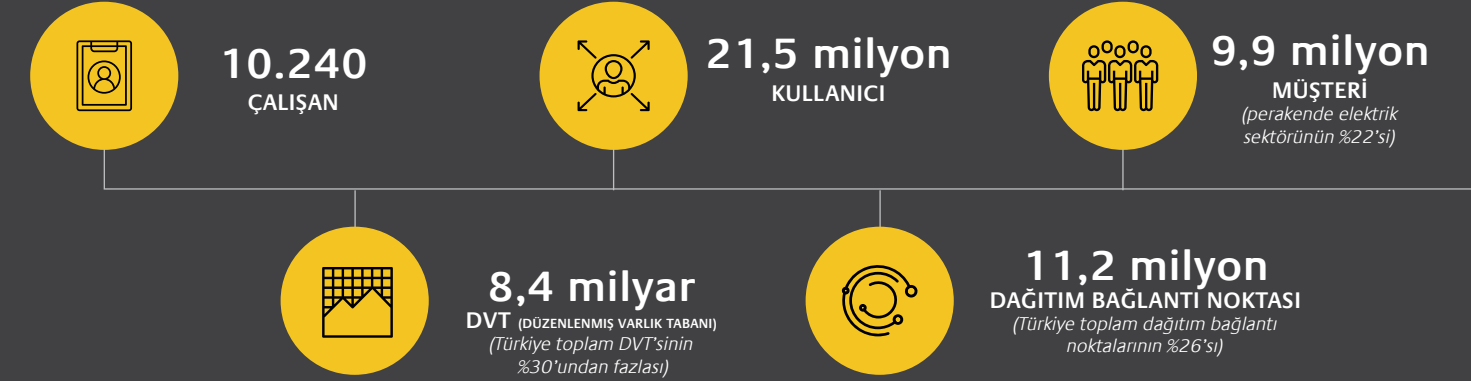 10.240
ÇALIŞAN
21,5 milyon
KULLANICI
9,9 milyon
MÜŞTERİ
(perakende elektrik
sektörünün %22'si)
8,4 milyar
DVT (DÜZENLENMİŞ VARLIK TABANI)
(Türkiye toplam DVT'sinin
%30'undan fazlası)
11,2 milyon
DAĞITIM BAĞLANTI NOKTASI
(Türkiye toplam dağıtım bağlantı
noktalarının %26'sı)